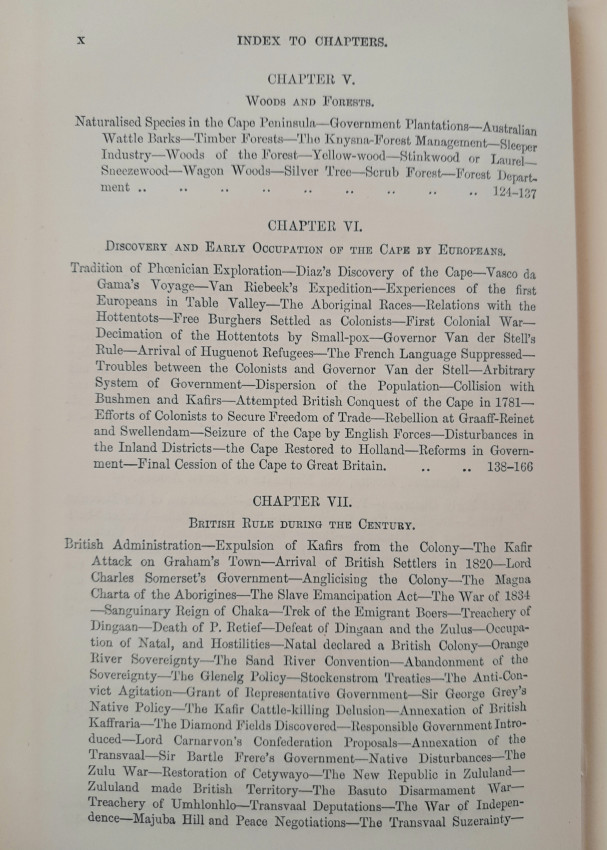 x INDEX TO CHAPTERS.
CHAPTER V.
Woods and Forests.
Naturalised Species in the Cape Peninsula—Government Plantations—Australian
Wattle Barks—Timber Forests—The Knysna-Forest Management—Sleeper
Industry—Woods of the Forest—Yellow-wood—Stinkwood or Laurel—
Sneezewood—Wagon Woods—Silver Tree—Scrub Forest—Forest Depart-
ment .. .. .. .. .. .. .. .. .. 124-137
CHAPTER VI.
Discovery and Early Occupation of the Cape by Europeans.
Tradition of Phœnician Exploration—Diaz's Discovery of the Cape—Vasco da
Gama's Voyage—Van Riebeek's Expedition—Experiences of the first
Europeans in Table Valley—The Aboriginal Races—Relations with the
Hottentots—Free Burghers Settled as Colonists—First Colonial War—
Decimation of the Hottentots by Small-pox—Governor Van der Stell's
Rule—Arrival of Huguenot Refugees—The French Language Suppressed—
Troubles between the Colonists and Governor Van der Stell—Arbitrary
System of Government—Dispersion of the Population—Collision with
Bushmen and Kafirs—Attempted British Conquest of the Cape in 1781—
Efforts of Colonists to Secure Freedom of Trade—Rebellion at Graaff-Reinet
and Swellendam—Seizure of the Cape by English Forces—Disturbances in
the Inland Districts—the Cape Restored to Holland—Reforms in Govern-
ment—Final Cession of the Cape to Great Britain. .. .. 138-166
CHAPTER VII.
British Rule during the Century.
British Administration—Expulsion of Kafirs from the Colony—The Kafir
Attack on Graham's Town—Arrival of British Settlers in 1820—Lord
Charles Somerset's Government—Anglicising the Colony—The Magna
Charta of the Aborigines—The Slave Emancipation Act—The War of 1834
—Sanguinary Reign of Chaka—Trek of the Emigrant Boers—Treachery of
Dingaan—Death of P. Retief—Defeat of Dingaan and the Zulus—Occupa-
tion of Natal, and Hostilities—Natal declared a British Colony—Orange
River Sovereignty—The Sand River Convention—Abandonment of the
Sovereignty—The Glenelg Policy—Stockenstrom Treaties—The Anti-Con-
vict Agitation—Grant of Representative Government—Sir George Grey's
Native Policy—The Kafir Cattle-killing Delusion—Annexation of British
Kaffraria—The Diamond Fields Discovered—Responsible Government Intro-
duced—Lord Carnarvon's Confederation Proposals—Annexation of the
Transvaal—Sir Bartle Frere's Government—Native Disturbances—The
Zulu War—Restoration of Cetywayo—The New Republic in Zululand—
Zululand made British Territory—The Basuto Disarmament War—
Treachery of Umhlonhlo—Transvaal Deputations—The War of Indepen-
dence—Majuba Hill and Peace Negotiations—The Transvaal Suzerainty—